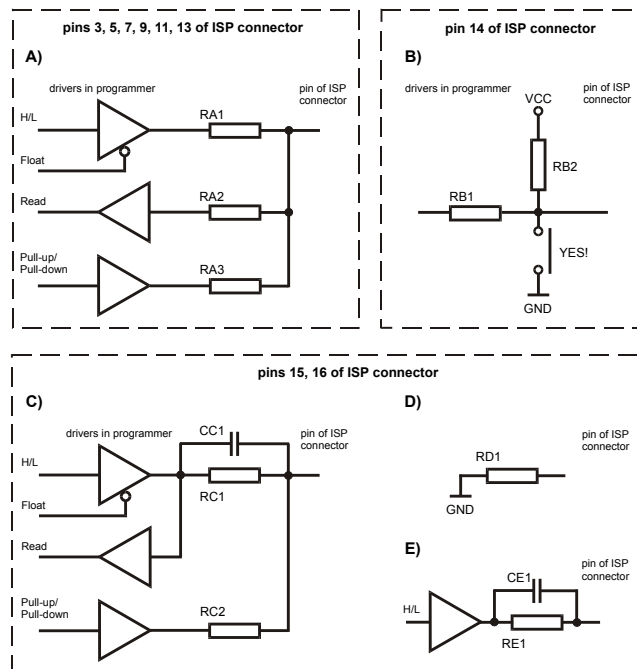 pins 3, 5, 7, 9, 11, 13 of ISP connector
A)
drivers in programmer
pin of ISP
connector
H/L
RA1
Float
Read
RA2
Pull-up/
Pull-down
RA3
pin 14 of ISP connector
B)
drivers in programmer
pin of ISP
connector
VCC
RB2
RB1
YES!
GND
pins 15, 16 of ISP connector
C)
drivers in programmer
CC1
pin of ISP
connector
H/L
RC1
Float
Read
Pull-up/
Pull-down
RC2
D)
pin of ISP
connector
RD1
GND
E)
pin of ISP
connector
CE1
H/L
RE1